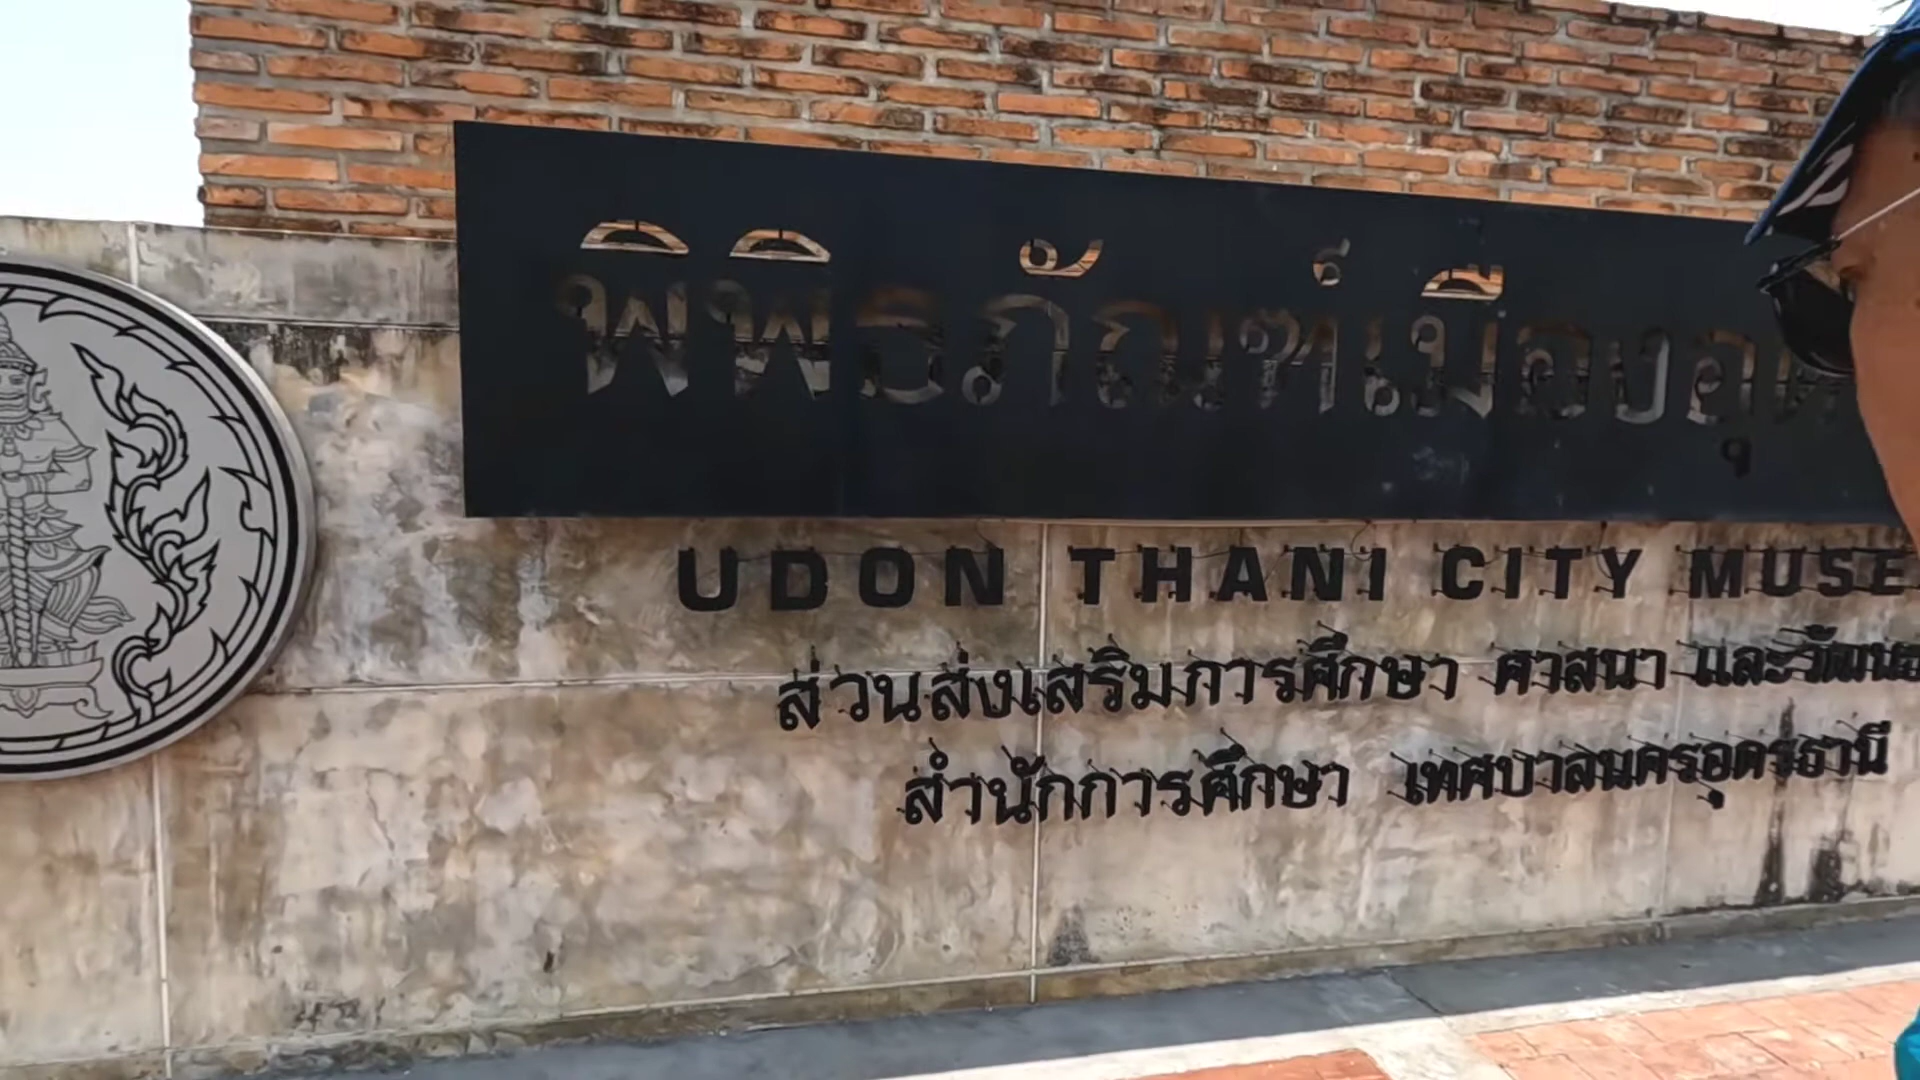 พิพิธภัณฑ์เมืองอุด
UDON THANI CITY MUSE
ส่วนส่งเสริมการศึกษา ศาสนา และวัฒนธ
สำนักการศึกษา เทศบาลนครอุดรธานี